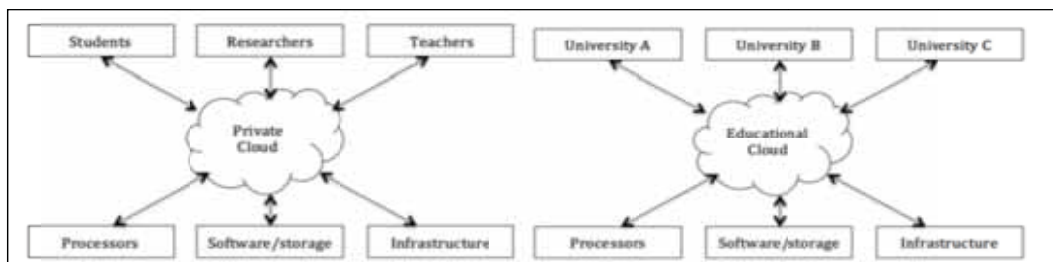 Students
Researchers
Teachers
Private
Cloud
Processors
Software/storage
Infrastructure
University A
University B
University C
Educational
Cloud
Processors
Software/storage
Infrastructure